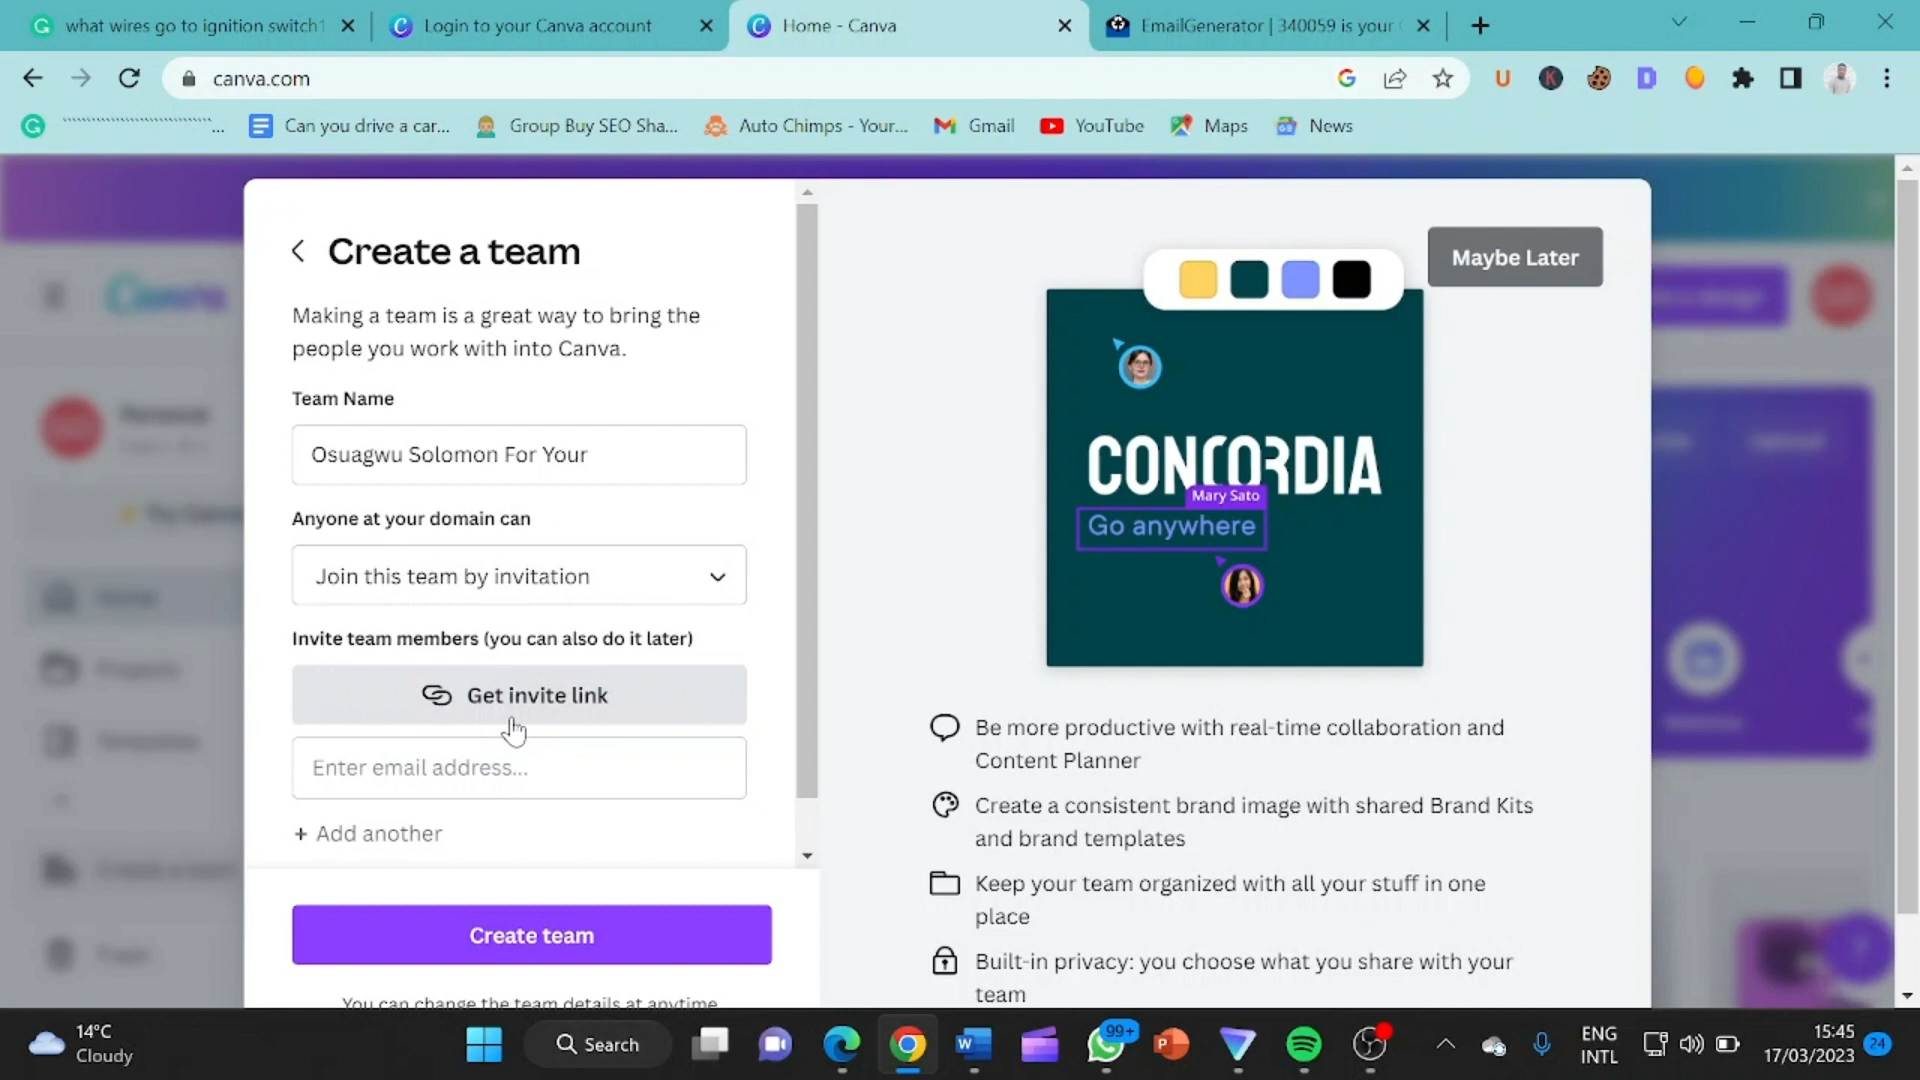 what wires go to ignition switch
Login to your Canva account
Home - Canva
EmailGenerator | 340059 is your
canva.com
Can you drive a car...
Group Buy SEO Sha...
Auto Chimps - Your...
Gmail
YouTube
Maps
News
Create a team
Making a team is a great way to bring the
people you work with into Canva.
Team Name
Osuagwu Solomon For Your
Anyone at your domain can
Join this team by invitation
Invite team members (you can also do it later)
Get invite link
Enter email address...
+ Add another
Create team
You can change the team details at anytime
Maybe Later
CONCORDIA
Mary Sato
Go anywhere
Be more productive with real-time collaboration and
Content Planner
Create a consistent brand image with shared Brand Kits
and brand templates
Keep your team organized with all your stuff in one
place
Built-in privacy: you choose what you share with your
team
Canva
Home
14°C
Cloudy
Search
99+
ENG
INTL
15:45
17/03/2023
24